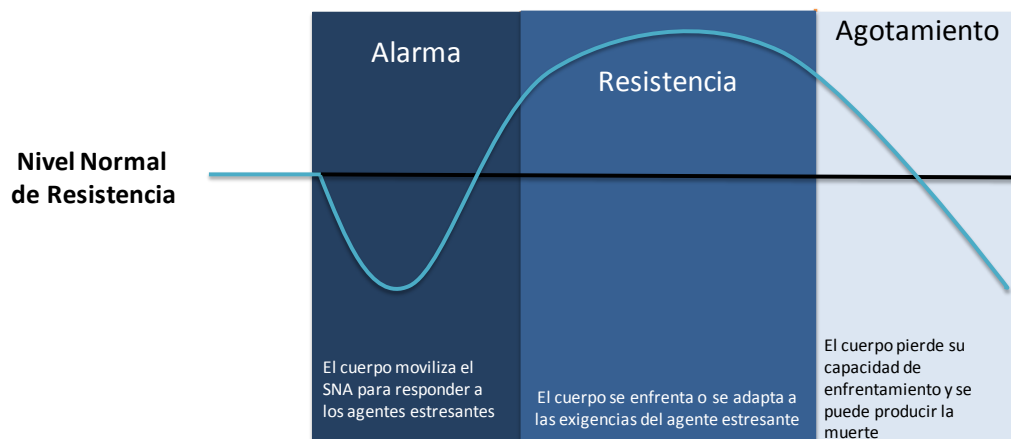 Alarma
Resistencia
Agotamiento
Nivel Normal
de Resistencia
El cuerpo moviliza el
SNA para responder a
los agentes estresantes
El cuerpo se enfrenta o se adapta a
las exigencias del agente estresante
El cuerpo pierde su
capacidad de
enfrentamiento y se
puede producir la
muerte